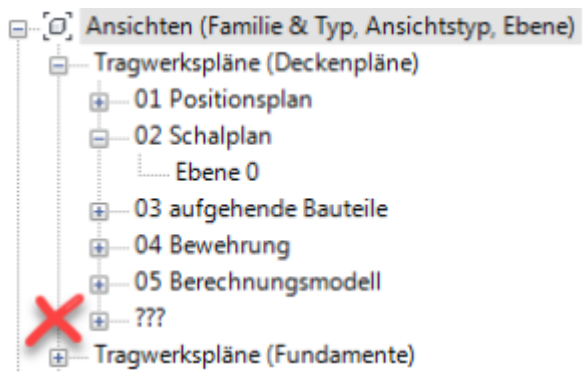 Ansichten (Familie & Typ, Ansichtstyp, Ebene)
Tragwerkspläne (Deckenpläne)
01 Positionsplan
02 Schalplan
Ebene 0
03 aufgehende Bauteile
04 Bewehrung
05 Berechnungsmodell
???
Tragwerkspläne (Fundamente)